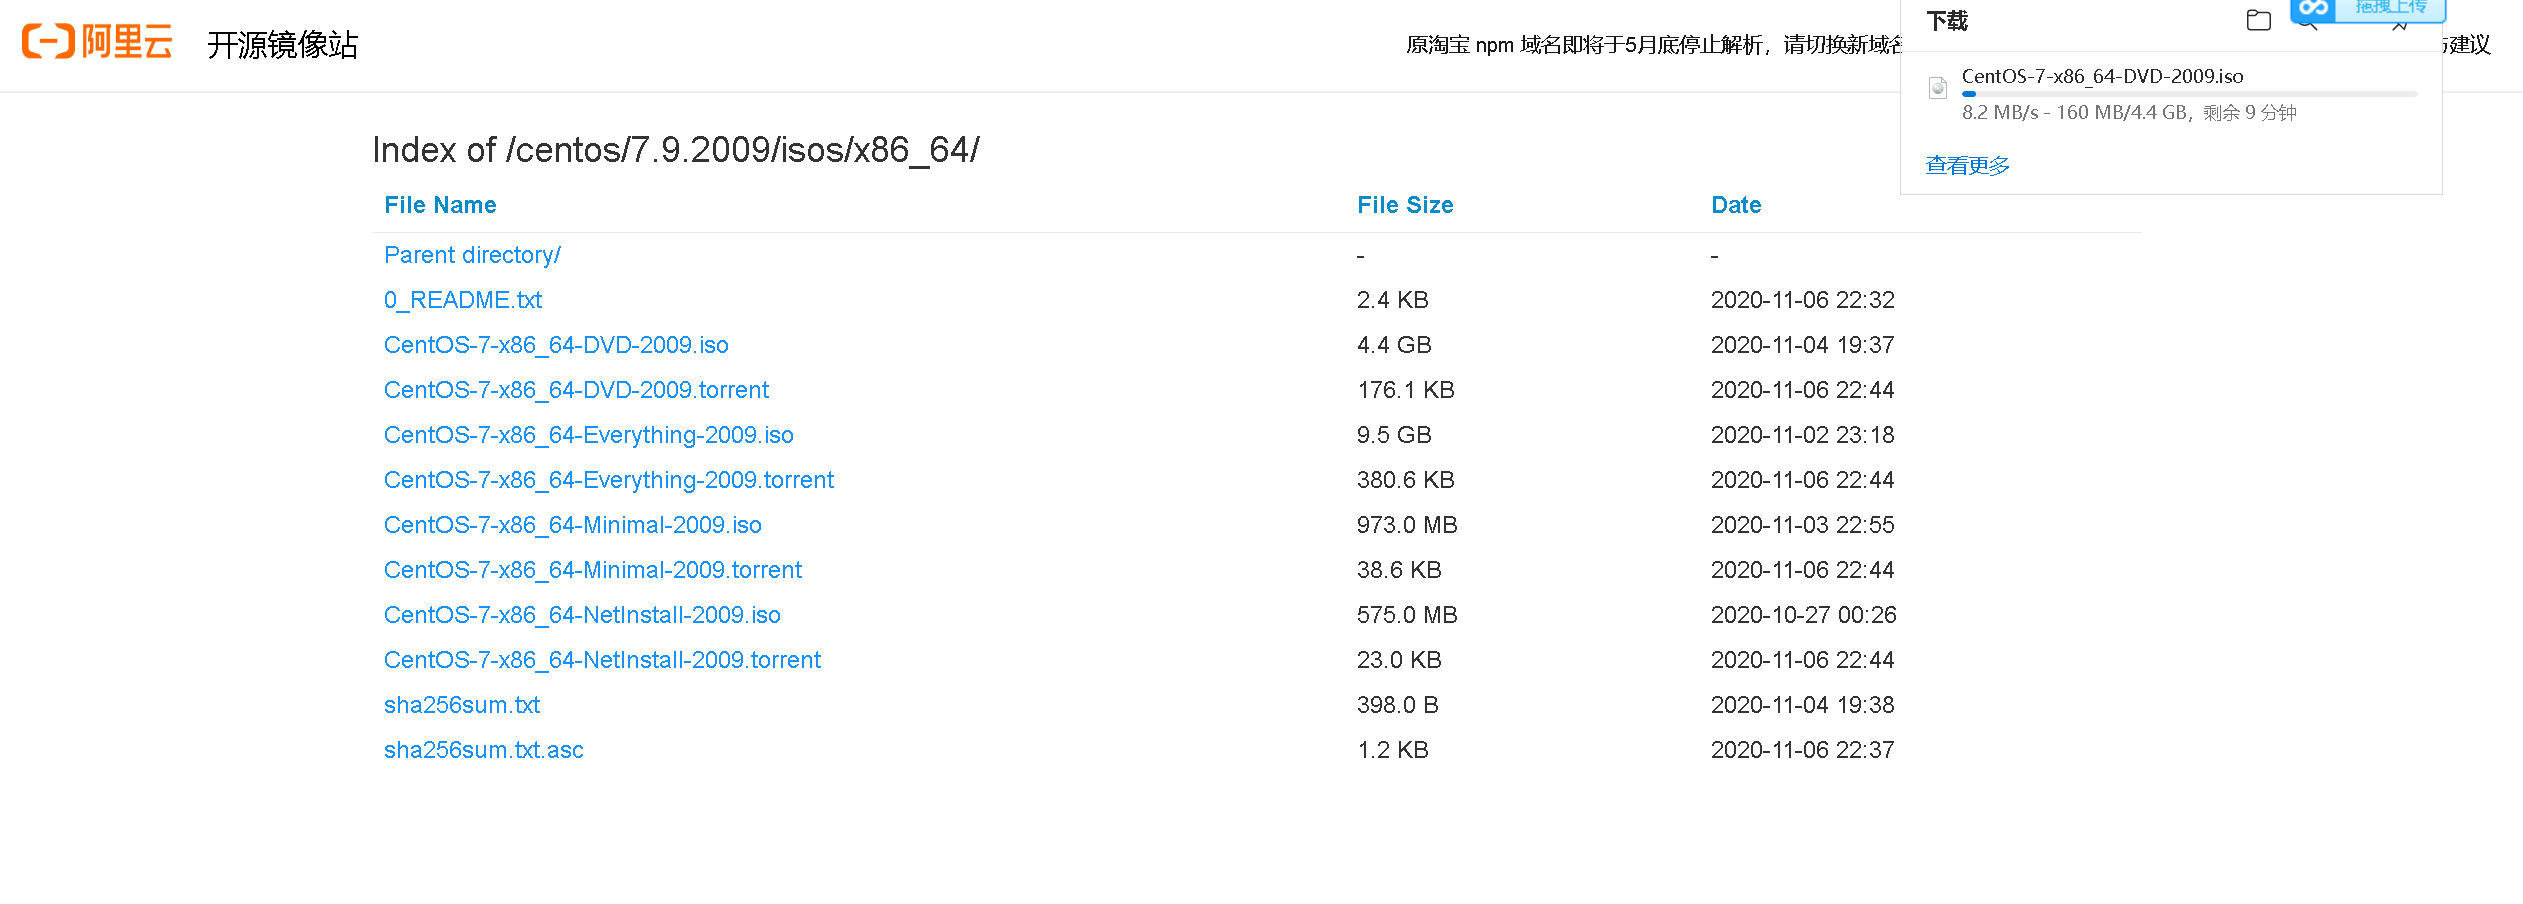 阿里云 开源镜像站
原淘宝 npm 域名即将于5月底停止解析，请切换新域名
建议
下载
拖拽上传
CentOS-7-x86_64-DVD-2009.iso
8.2 MB/s - 160 MB/4.4 GB，剩余 9 分钟
查看更多
Index of /centos/7.9.2009/isos/x86_64/
File Name File Size Date
Parent directory/ - -
0_README.txt 2.4 KB 2020-11-06 22:32
CentOS-7-x86_64-DVD-2009.iso 4.4 GB 2020-11-04 19:37
CentOS-7-x86_64-DVD-2009.torrent 176.1 KB 2020-11-06 22:44
CentOS-7-x86_64-Everything-2009.iso 9.5 GB 2020-11-02 23:18
CentOS-7-x86_64-Everything-2009.torrent 380.6 KB 2020-11-06 22:44
CentOS-7-x86_64-Minimal-2009.iso 973.0 MB 2020-11-03 22:55
CentOS-7-x86_64-Minimal-2009.torrent 38.6 KB 2020-11-06 22:44
CentOS-7-x86_64-NetInstall-2009.iso 575.0 MB 2020-10-27 00:26
CentOS-7-x86_64-NetInstall-2009.torrent 23.0 KB 2020-11-06 22:44
sha256sum.txt 398.0 B 2020-11-04 19:38
sha256sum.txt.asc 1.2 KB 2020-11-06 22:37